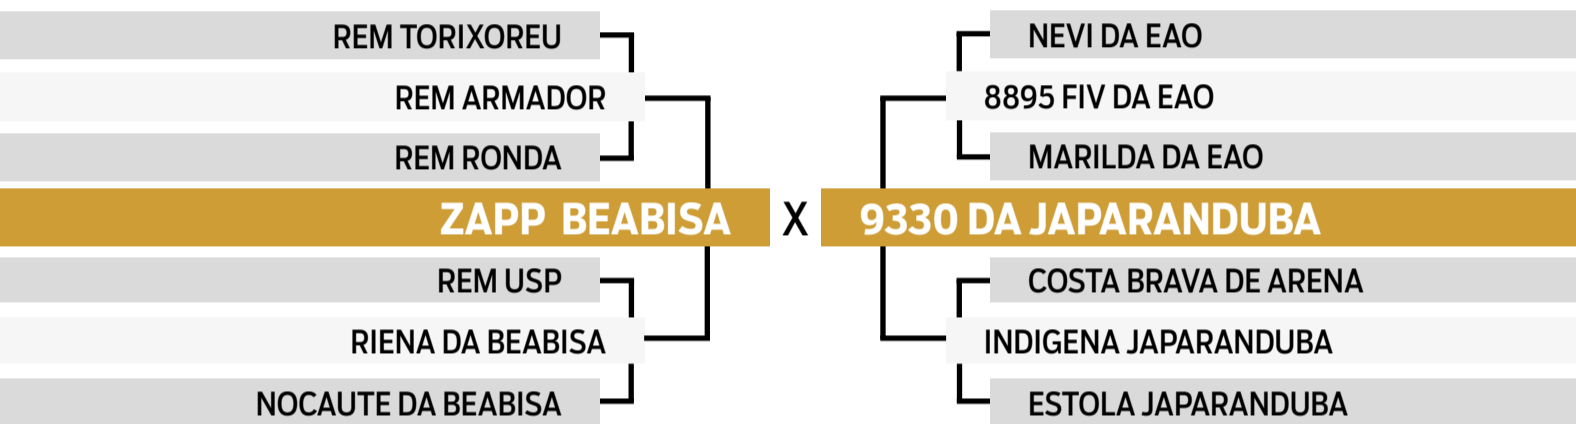 REM TORIXOREU
NEVI DA EAO
REM ARMADOR
8895 FIV DA EAO
REM RONDA
MARILDA DA EAO
ZAPP BEABISA X 9330 DA JAPARANDUBA
REM USP
COSTA BRAVA DE ARENA
RIENA DA BEABISA
INDIGENA JAPARANDUBA
NOCAUTE DA BEABISA
ESTOLA JAPARANDUBA